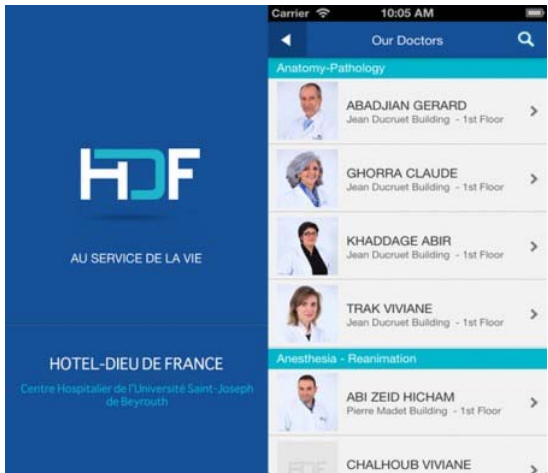 HDF
AU SERVICE DE LA VIE
HOTEL-DIEU DE FRANCE
Centre Hospitalier de l'Université Saint-Joseph
de Beyrouth
Carrier 10:05 AM
Our Doctors
Anatomy-Pathology
ABADJIAN GERARD
Jean Ducruet Building - 1st Floor
GHORRA CLAUDE
Jean Ducruet Building - 1st Floor
KHADDAGE ABIR
Jean Ducruet Building - 1st Floor
TRAK VIVIANE
Jean Ducruet Building - 1st Floor
Anesthesia - Reanimation
ABI ZEID HICHAM
Pierre Madet Building - 1st Floor
HDF
CHALHOUB VIVIANE